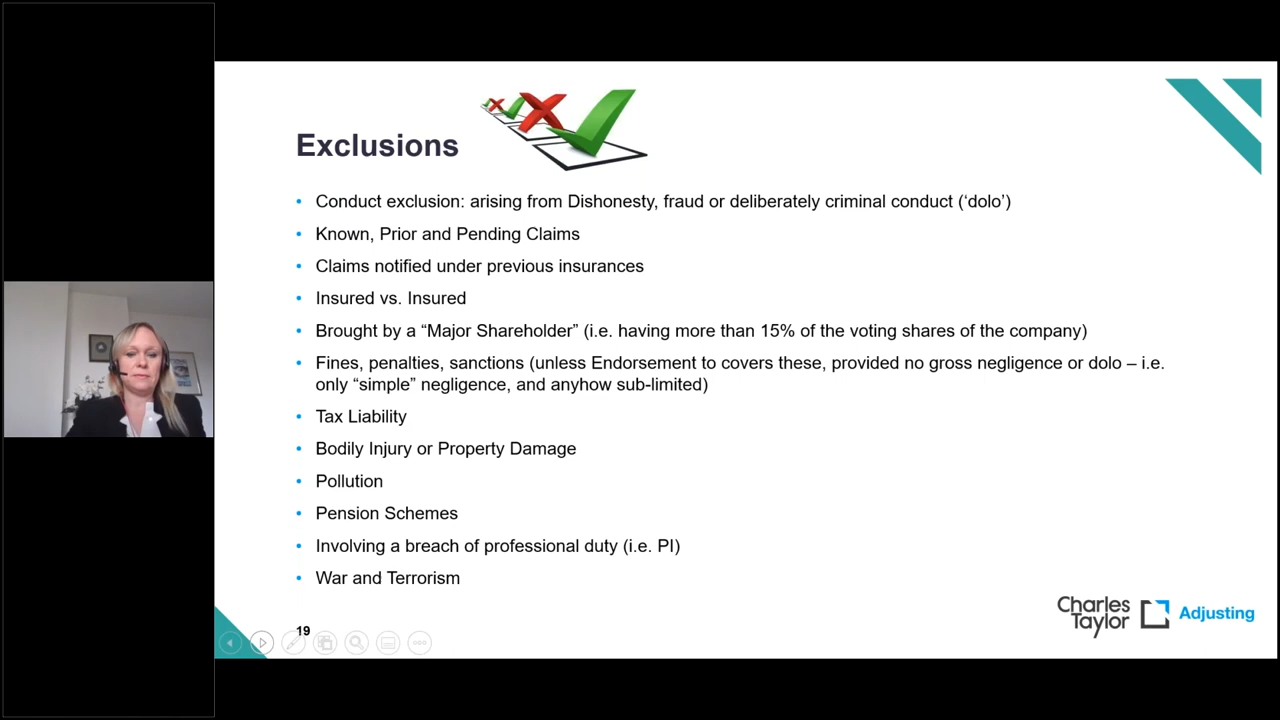 Exclusions
• Conduct exclusion: arising from Dishonesty, fraud or deliberately criminal conduct (‘dolo’)
• Known, Prior and Pending Claims
• Claims notified under previous insurances
• Insured vs. Insured
• Brought by a “Major Shareholder” (i.e. having more than 15% of the voting shares of the company)
• Fines, penalties, sanctions (unless Endorsement to covers these, provided no gross negligence or dolo – i.e.
only “simple” negligence, and anyhow sub-limited)
• Tax Liability
• Bodily Injury or Property Damage
• Pollution
• Pension Schemes
• Involving a breach of professional duty (i.e. PI)
• War and Terrorism
19
Charles
Taylor
Adjusting